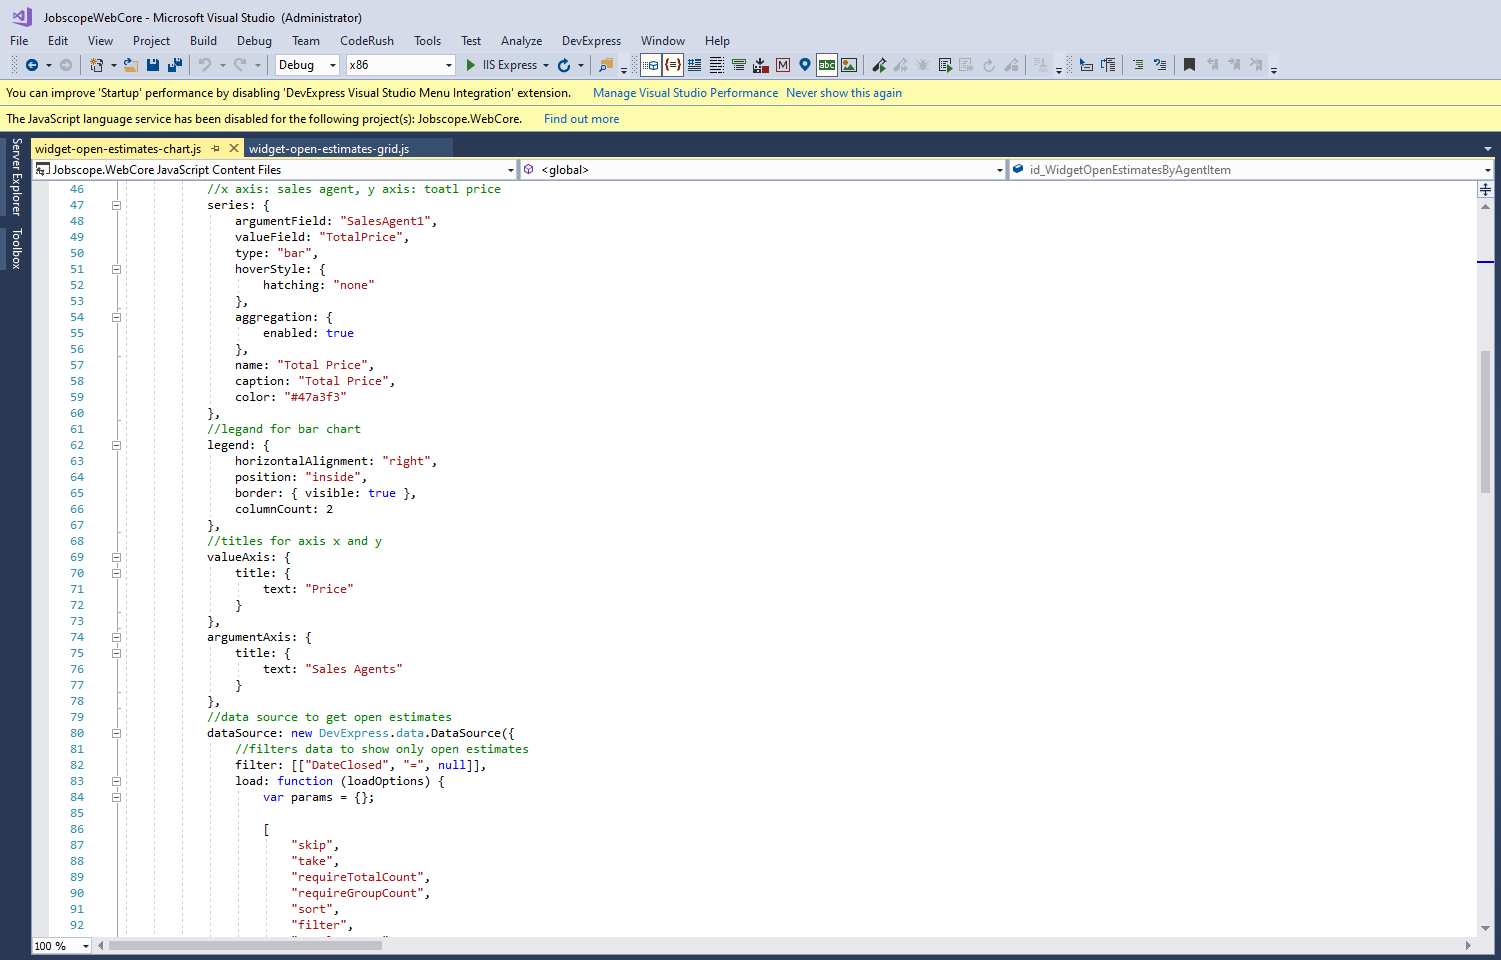 JobscopeWebCore - Microsoft Visual Studio  (Administrator)
File Edit View Project Build Debug Team CodeRush Tools Test Analyze DevExpress Window Help
Debug x86 IIS Express
You can improve 'Startup' performance by disabling 'DevExpress Visual Studio Menu Integration' extension. Manage Visual Studio Performance Never show this again
The JavaScript language service has been disabled for the following project(s): Jobscope.WebCore. Find out more
Server Explorer
Toolbox
widget-open-estimates-chart.js widget-open-estimates-grid.js
Jobscope.WebCore JavaScript Content Files <global> id_WidgetOpenEstimatesByAgentItem
46 //x axis: sales agent, y axis: toatl price
47 series: {
48 argumentField: "SalesAgent1",
49 valueField: "TotalPrice",
50 type: "bar",
51 hoverStyle: {
52 hatching: "none"
53 },
54 aggregation: {
55 enabled: true
56 },
57 name: "Total Price",
58 caption: "Total Price",
59 color: "#47a3f3"
60 },
61 //legand for bar chart
62 legend: {
63 horizontalAlignment: "right",
64 position: "inside",
65 border: { visible: true },
66 columnCount: 2
67 },
68 //titles for axis x and y
69 valueAxis: {
70 title: {
71 text: "Price"
72 }
73 },
74 argumentAxis: {
75 title: {
76 text: "Sales Agents"
77 }
78 },
79 //data source to get open estimates
80 dataSource: new DevExpress.data.DataSource({
81 //filters data to show only open estimates
82 filter: [["DateClosed", "=", null]],
83 load: function (loadOptions) {
84 var params = {};
85
86 [
87 "skip",
88 "take",
89 "requireTotalCount",
90 "requireGroupCount",
91 "sort",
92 "filter",
100 %